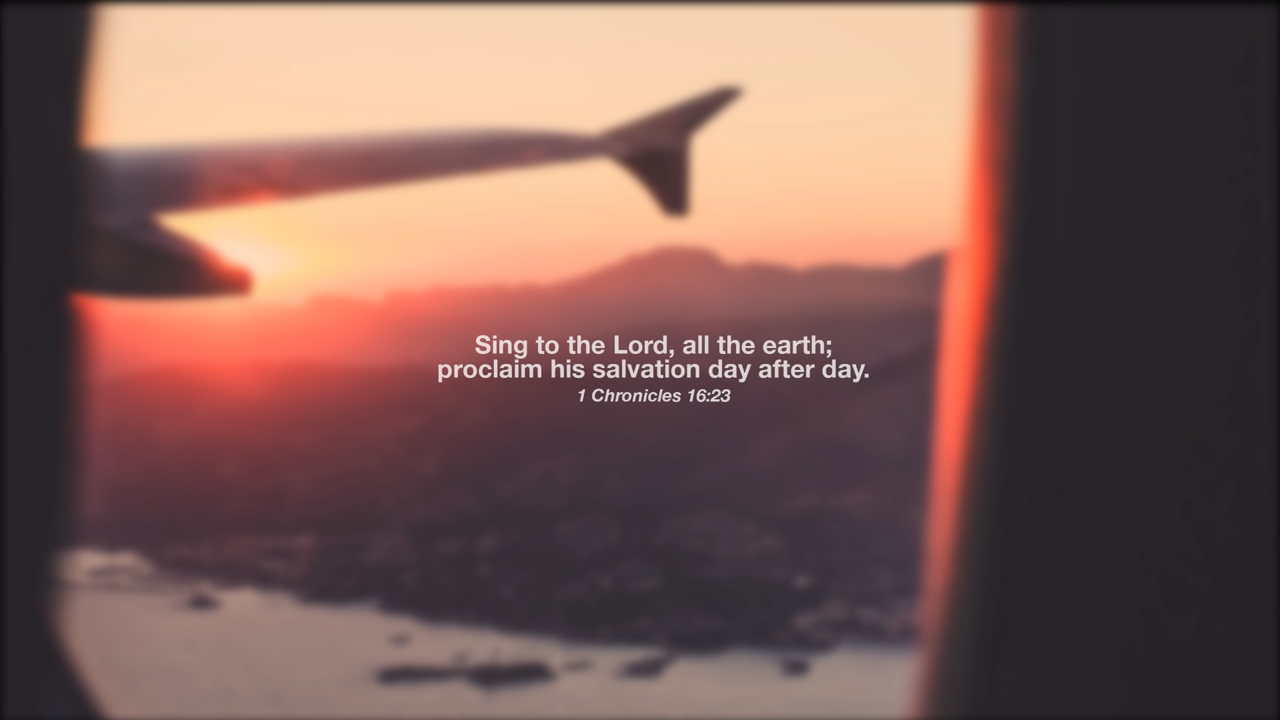 Sing to the Lord, all the earth;
proclaim his salvation day after day.
1 Chronicles 16:23